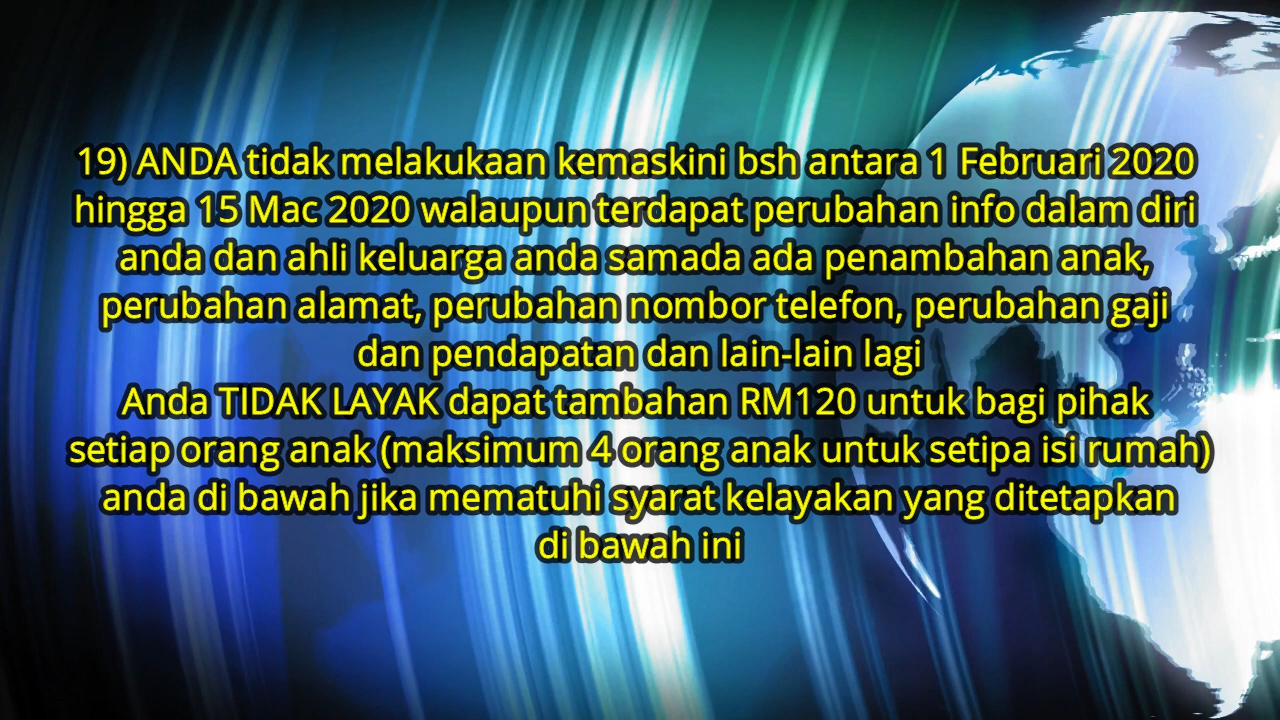 19) ANDA tidak melakukaan kemaskini bsh antara 1 Februari 2020
hingga 15 Mac 2020 walaupun terdapat perubahan info dalam diri
anda dan ahli keluarga anda samada ada penambahan anak,
perubahan alamat, perubahan nombor telefon, perubahan gaji
dan pendapatan dan lain-lain lagi
Anda TIDAK LAYAK dapat tambahan RM120 untuk bagi pihak
setiap orang anak (maksimum 4 orang anak untuk setipa isi rumah)
anda di bawah jika mematuhi syarat kelayakan yang ditetapkan
di bawah ini